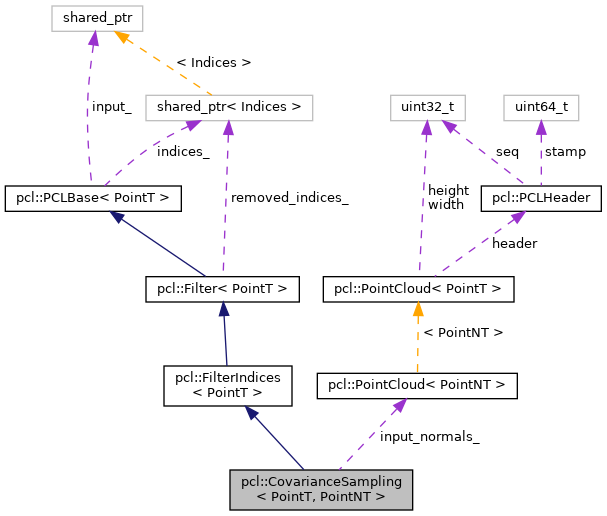 shared_ptr
< Indices >
input_
shared_ptr< Indices >
uint32_t
uint64_t
indices_
seq
stamp
pcl::PCLBase< PointT >
removed_indices_
height
width
pcl::PCLHeader
header
pcl::Filter< PointT >
pcl::PointCloud< PointT >
< PointNT >
pcl::FilterIndices
< PointT >
pcl::PointCloud< PointNT >
input_normals_
pcl::CovarianceSampling
< PointT, PointNT >